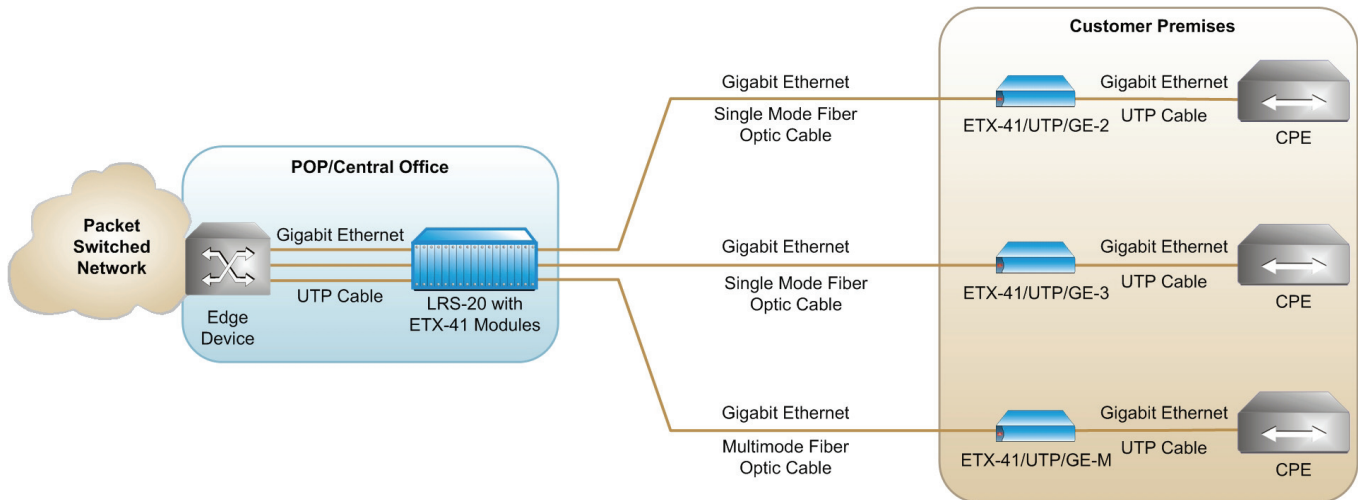 Packet
Switched
Network
POP/Central Office
Gigabit Ethernet
UTP Cable
Edge
Device
LRS-20 with
ETX-41 Modules
Gigabit Ethernet
Single Mode Fiber
Optic Cable
Gigabit Ethernet
Single Mode Fiber
Optic Cable
Gigabit Ethernet
Multimode Fiber
Optic Cable
Customer Premises
ETX-41/UTP/GE-2
Gigabit Ethernet
UTP Cable
CPE
ETX-41/UTP/GE-3
Gigabit Ethernet
UTP Cable
CPE
ETX-41/UTP/GE-M
Gigabit Ethernet
UTP Cable
CPE